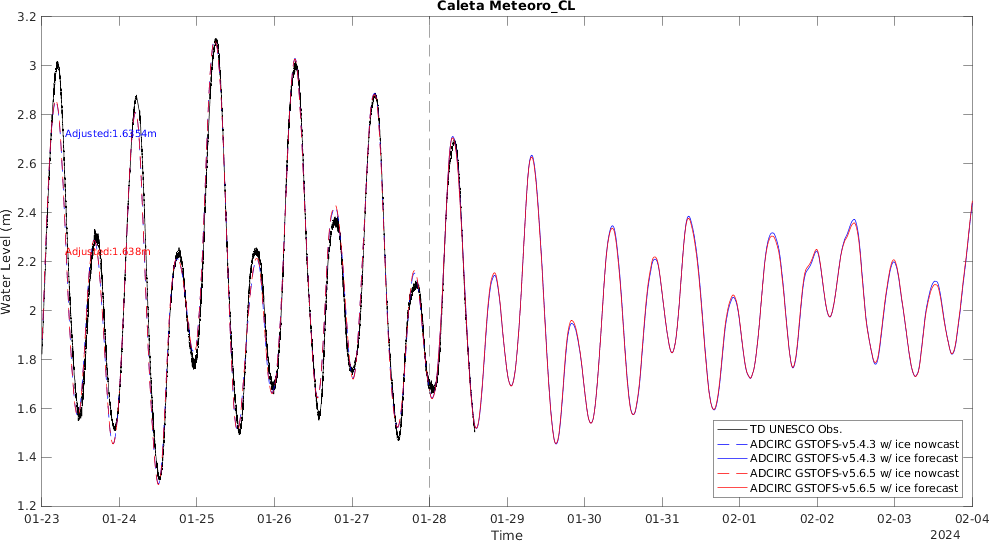 Caleta Meteoro_CL
3.2
3
2.8
2.6
2.4
2.2
2
1.8
1.6
1.4
1.2
Water Level (m)
Adjusted:1.6354m
Adjusted:1.638m
TD UNESCO Obs.
ADCIRC GSTOFS-v5.4.3 w/ ice nowcast
ADCIRC GSTOFS-v5.4.3 w/ ice forecast
ADCIRC GSTOFS-v5.6.5 w/ ice nowcast
ADCIRC GSTOFS-v5.6.5 w/ ice forecast
01-23 01-24 01-25 01-26 01-27 01-28 01-29 01-30 01-31 02-01 02-02 02-03 02-04
Time
2024